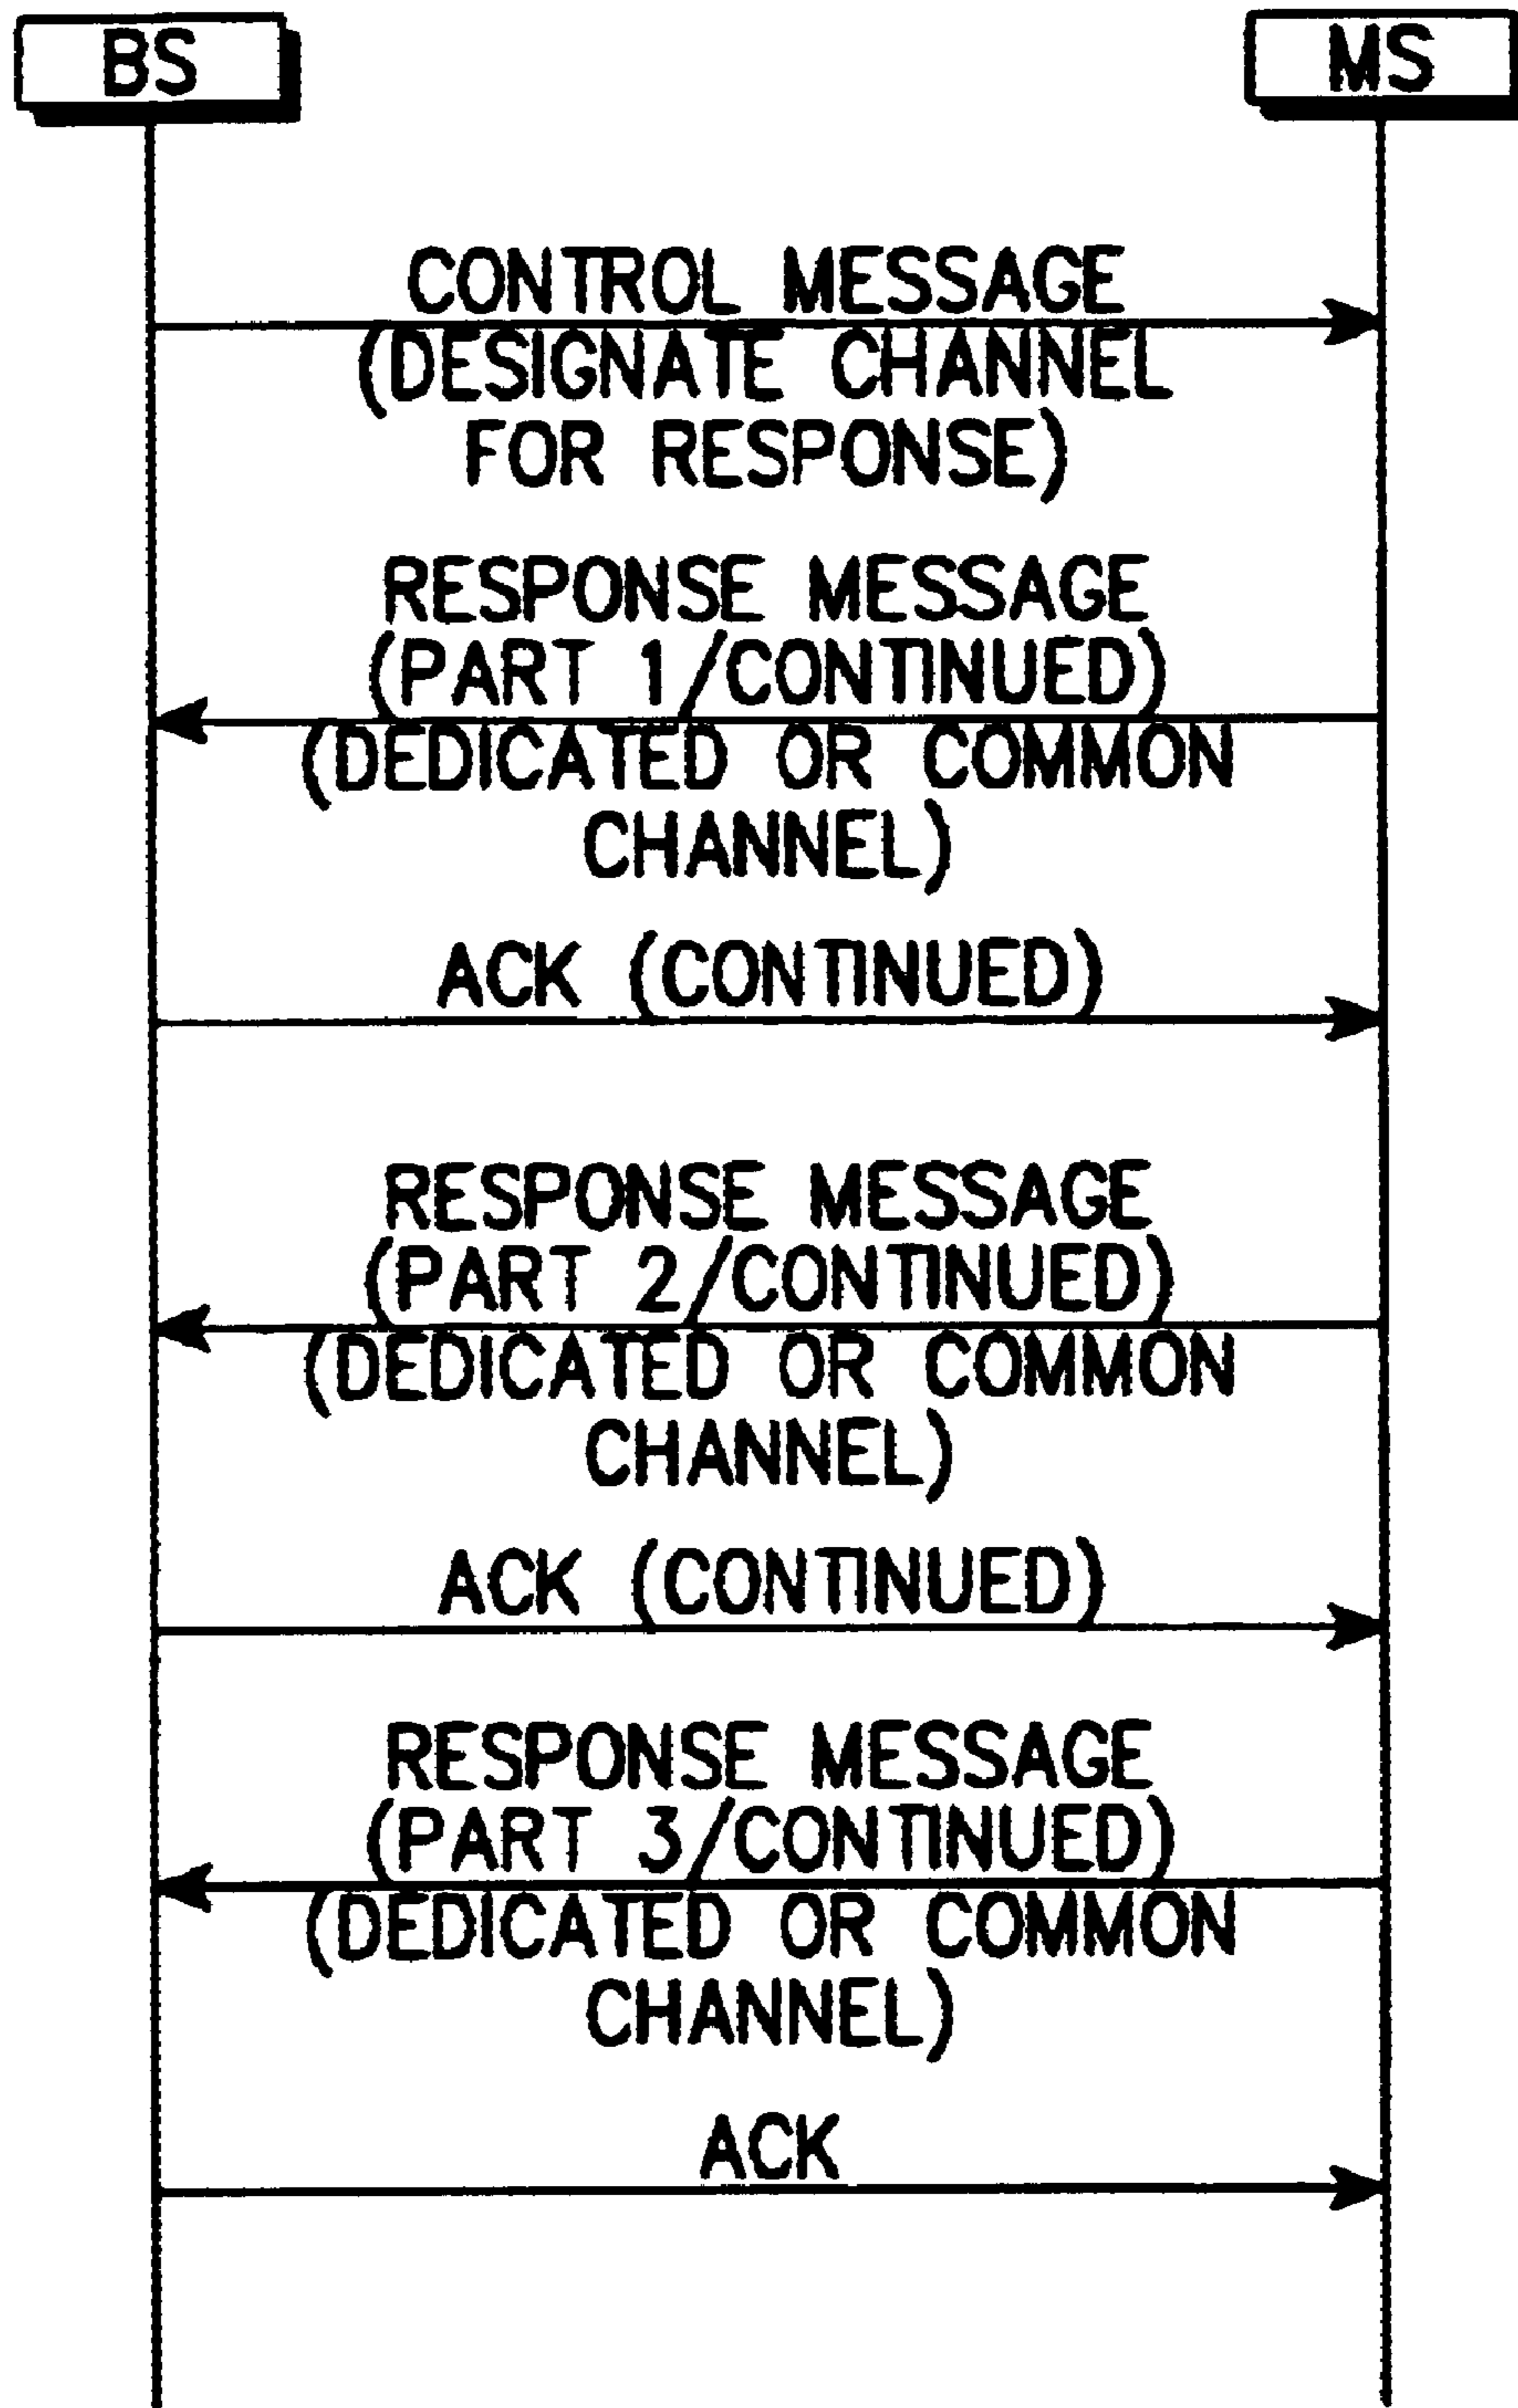 BS
MS
CONTROL MESSAGE
(DESIGNATE CHANNEL
FOR RESPONSE)
RESPONSE MESSAGE
(PART 1/CONTINUED)
(DEDICATED OR COMMON
CHANNEL)
ACK (CONTINUED)
RESPONSE MESSAGE
(PART 2/CONTINUED)
(DEDICATED OR COMMON
CHANNEL)
ACK (CONTINUED)
RESPONSE MESSAGE
(PART 3/CONTINUED)
(DEDICATED OR COMMON
CHANNEL)
ACK